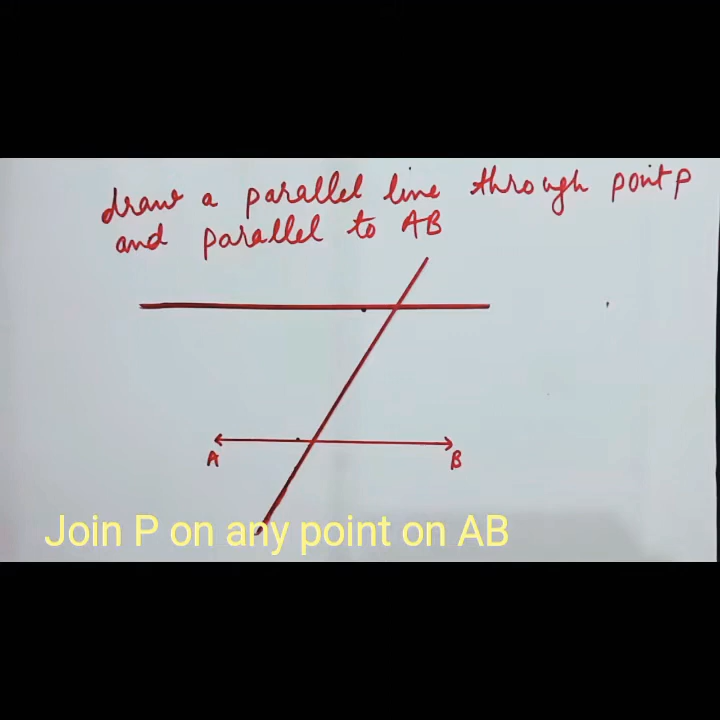 draw a parallel line through point P
and parallel to AB
A
B
Join P on any point on AB